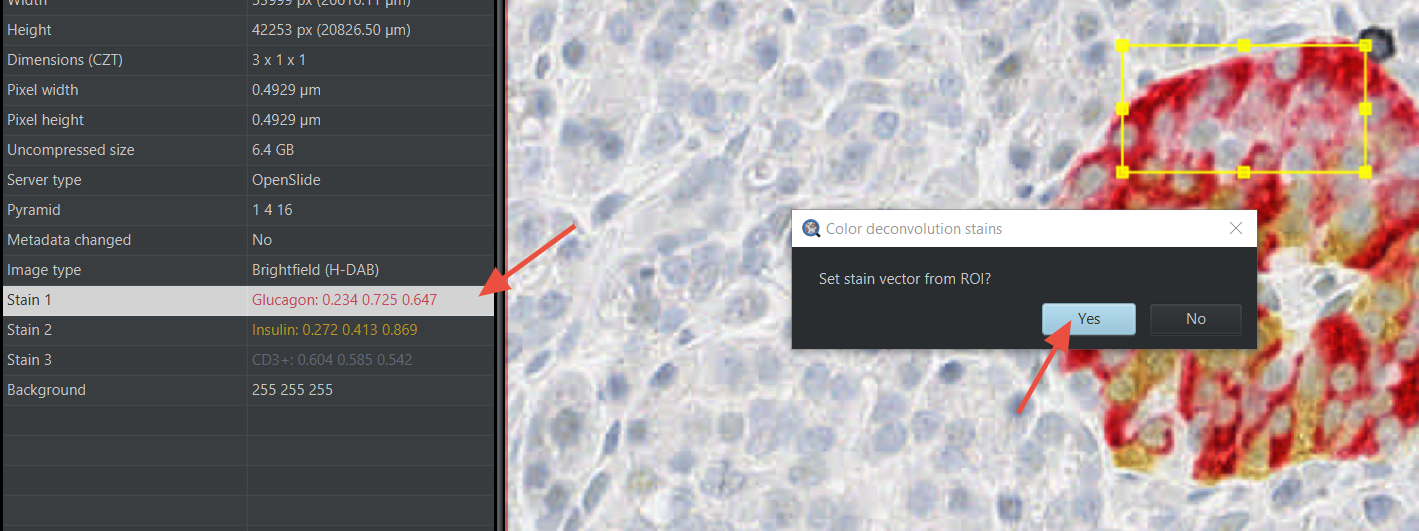 Width 53999 px (26616.11 µm)
Height 42253 px (20826.50 µm)
Dimensions (CZT) 3 x 1 x 1
Pixel width 0.4929 µm
Pixel height 0.4929 µm
Uncompressed size 6.4 GB
Server type OpenSlide
Pyramid 1 4 16
Metadata changed No
Image type Brightfield (H-DAB)
Stain 1 Glucagon: 0.234 0.725 0.647
Stain 2 Insulin: 0.272 0.413 0.869
Stain 3 CD3+: 0.604 0.585 0.542
Background 255 255 255
Color deconvolution stains
Set stain vector from ROI?
Yes No